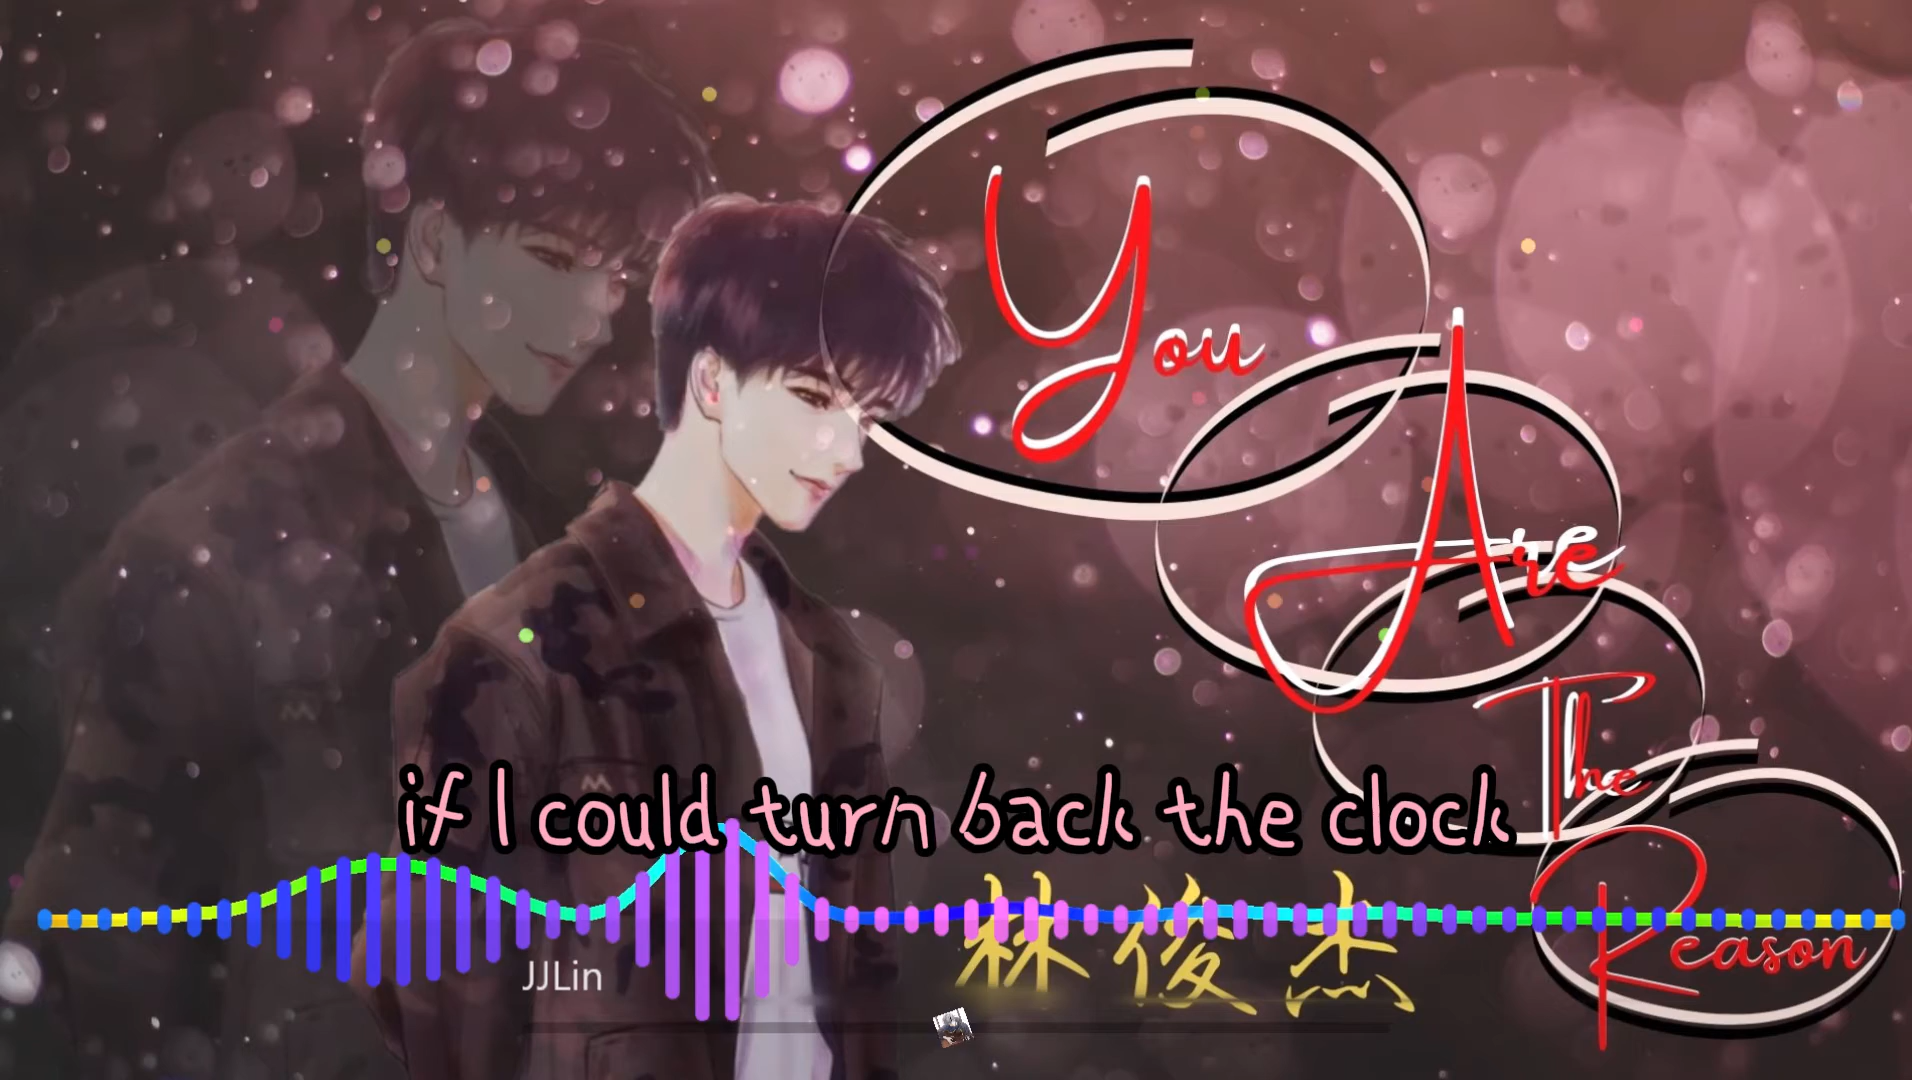 You
Are
The
Reason
if I could turn back the clock
林俊杰
JJLin